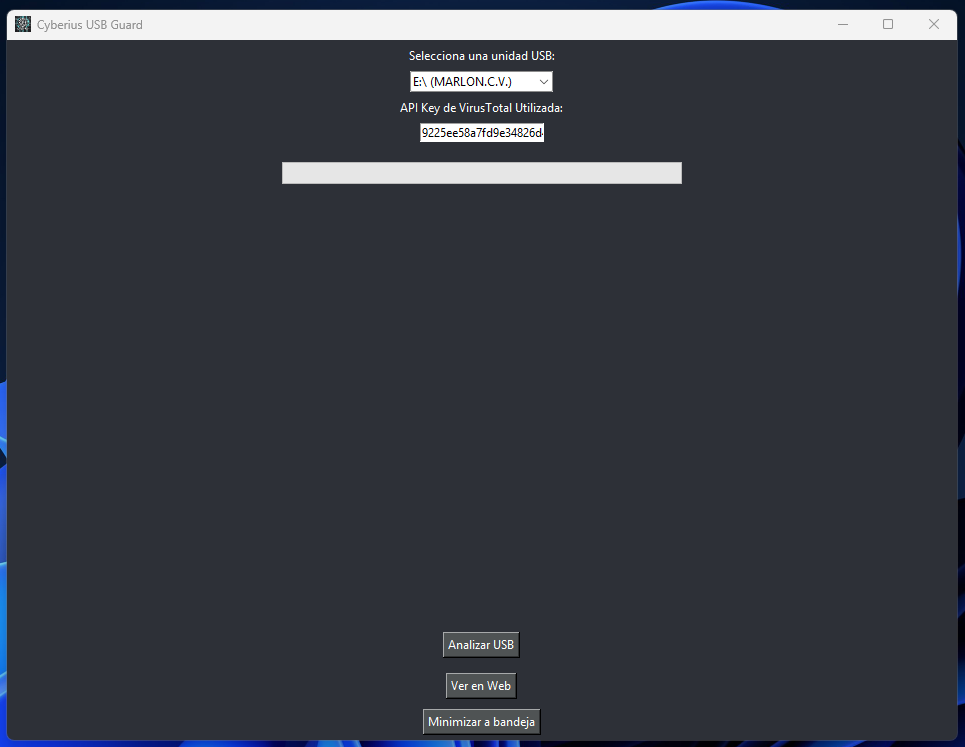 Cyberius USB Guard
Selecciona una unidad USB:
E:\ (MARLON.C.V.)
API Key de VirusTotal Utilizada:
9225ee58a7fd9e34826d
Analizar USB
Ver en Web
Minimizar a bandeja